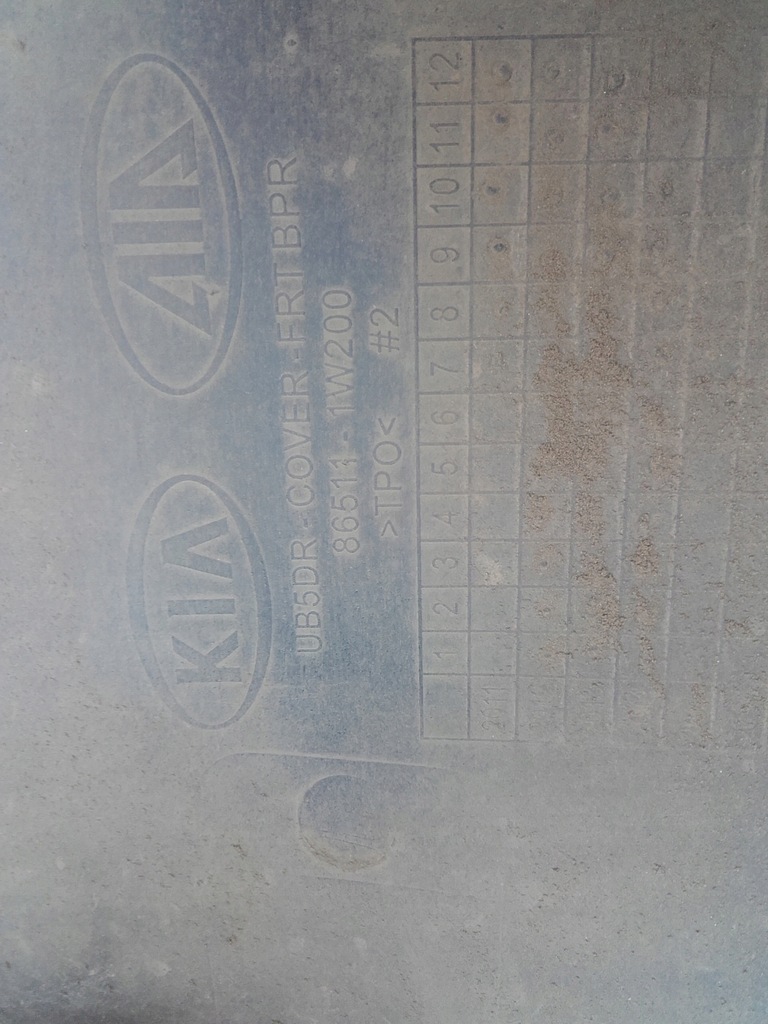 KIA
UB5DR - COVER - FRT BPR
86511 - 1W200
>TPO< #2
1 2 3 4 5 6 7 8 9 10 11 12
2011